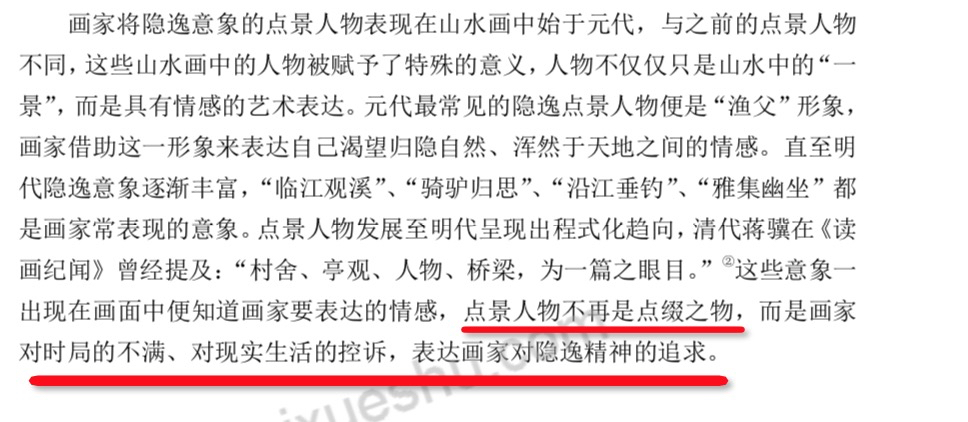 画家将隐逸意象的点景人物表现在山水画中始于元代，与之前的点景人物
不同，这些山水画中的人物被赋予了特殊的意义，人物不仅仅只是山水中的“一
景”，而是具有情感的艺术表达。元代最常见的隐逸点景人物便是“渔父”形象，
画家借助这一形象来表达自己渴望归隐自然、浑然于天地之间的情感。直至明
代隐逸意象逐渐丰富，“临江观溪”、“骑驴归思”、“沿江垂钓”、“雅集幽坐”都
是画家常表现的意象。点景人物发展至明代呈现出程式化趋向，清代蒋骥在《读
画纪闻》曾经提及：“村舍、亭观、人物、桥梁，为一篇之眼目。”②这些意象一
出现在画面中便知道画家要表达的情感，点景人物不再是点缀之物，而是画家
对时局的不满、对现实生活的控诉，表达画家对隐逸精神的追求。
ixueshu.com